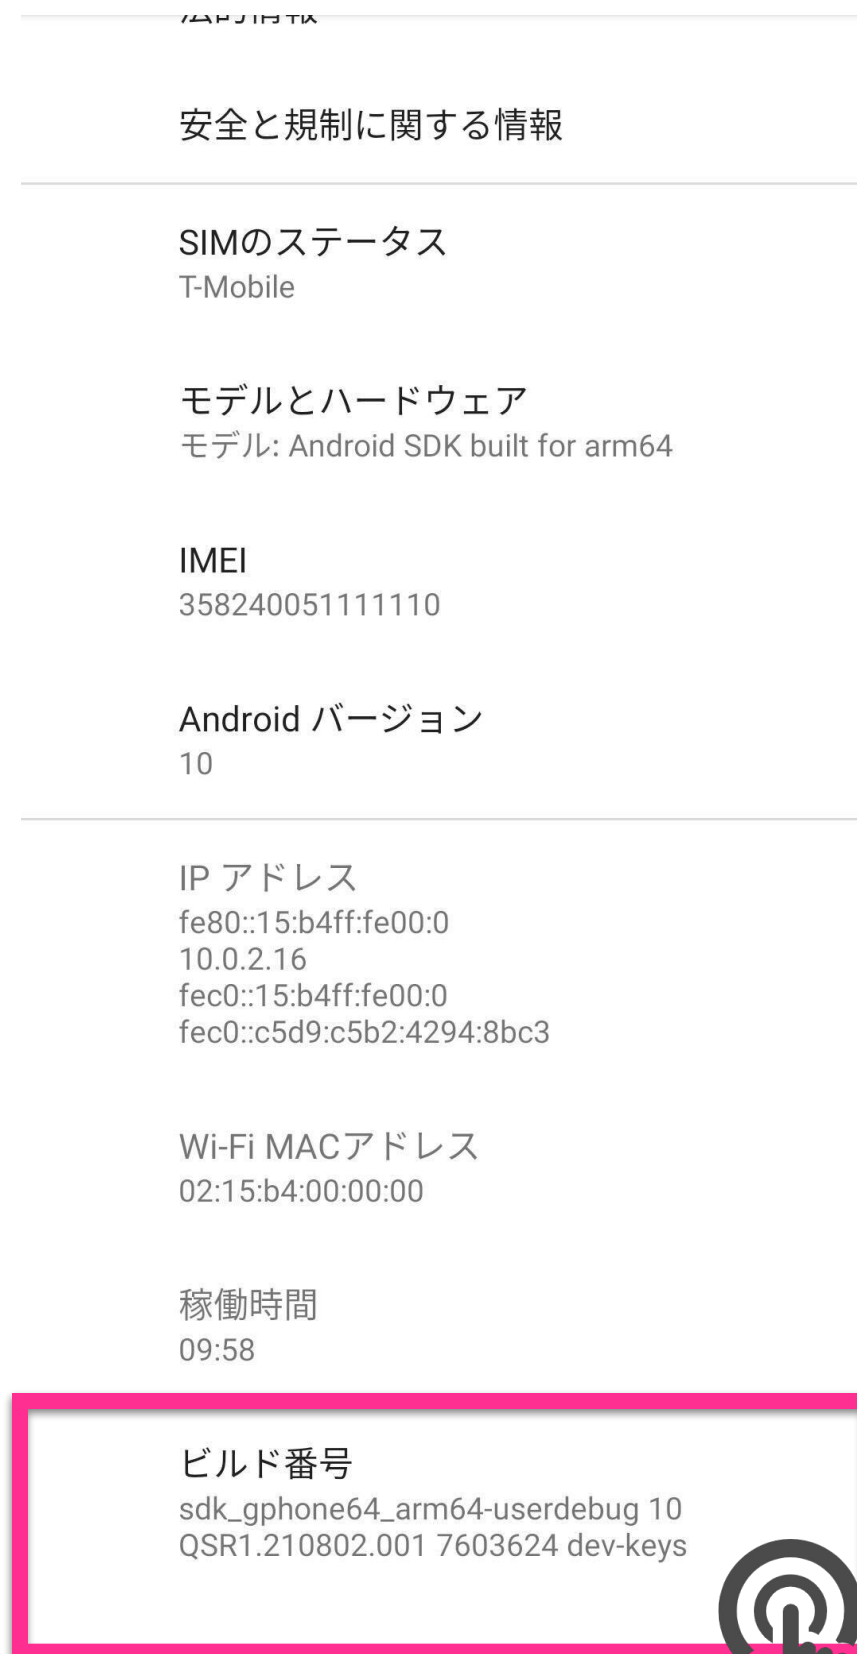 法的情報
安全と規制に関する情報
SIMのステータス
T-Mobile
モデルとハードウェア
モデル: Android SDK built for arm64
IMEI
358240051111110
Android バージョン
10
IP アドレス
fe80::15:b4ff:fe00:0
10.0.2.16
fec0::15:b4ff:fe00:0
fec0::c5d9:c5b2:4294:8bc3
Wi-Fi MACアドレス
02:15:b4:00:00:00
稼働時間
09:58
ビルド番号
sdk_gphone64_arm64-userdebug 10
QSR1.210802.001 7603624 dev-keys